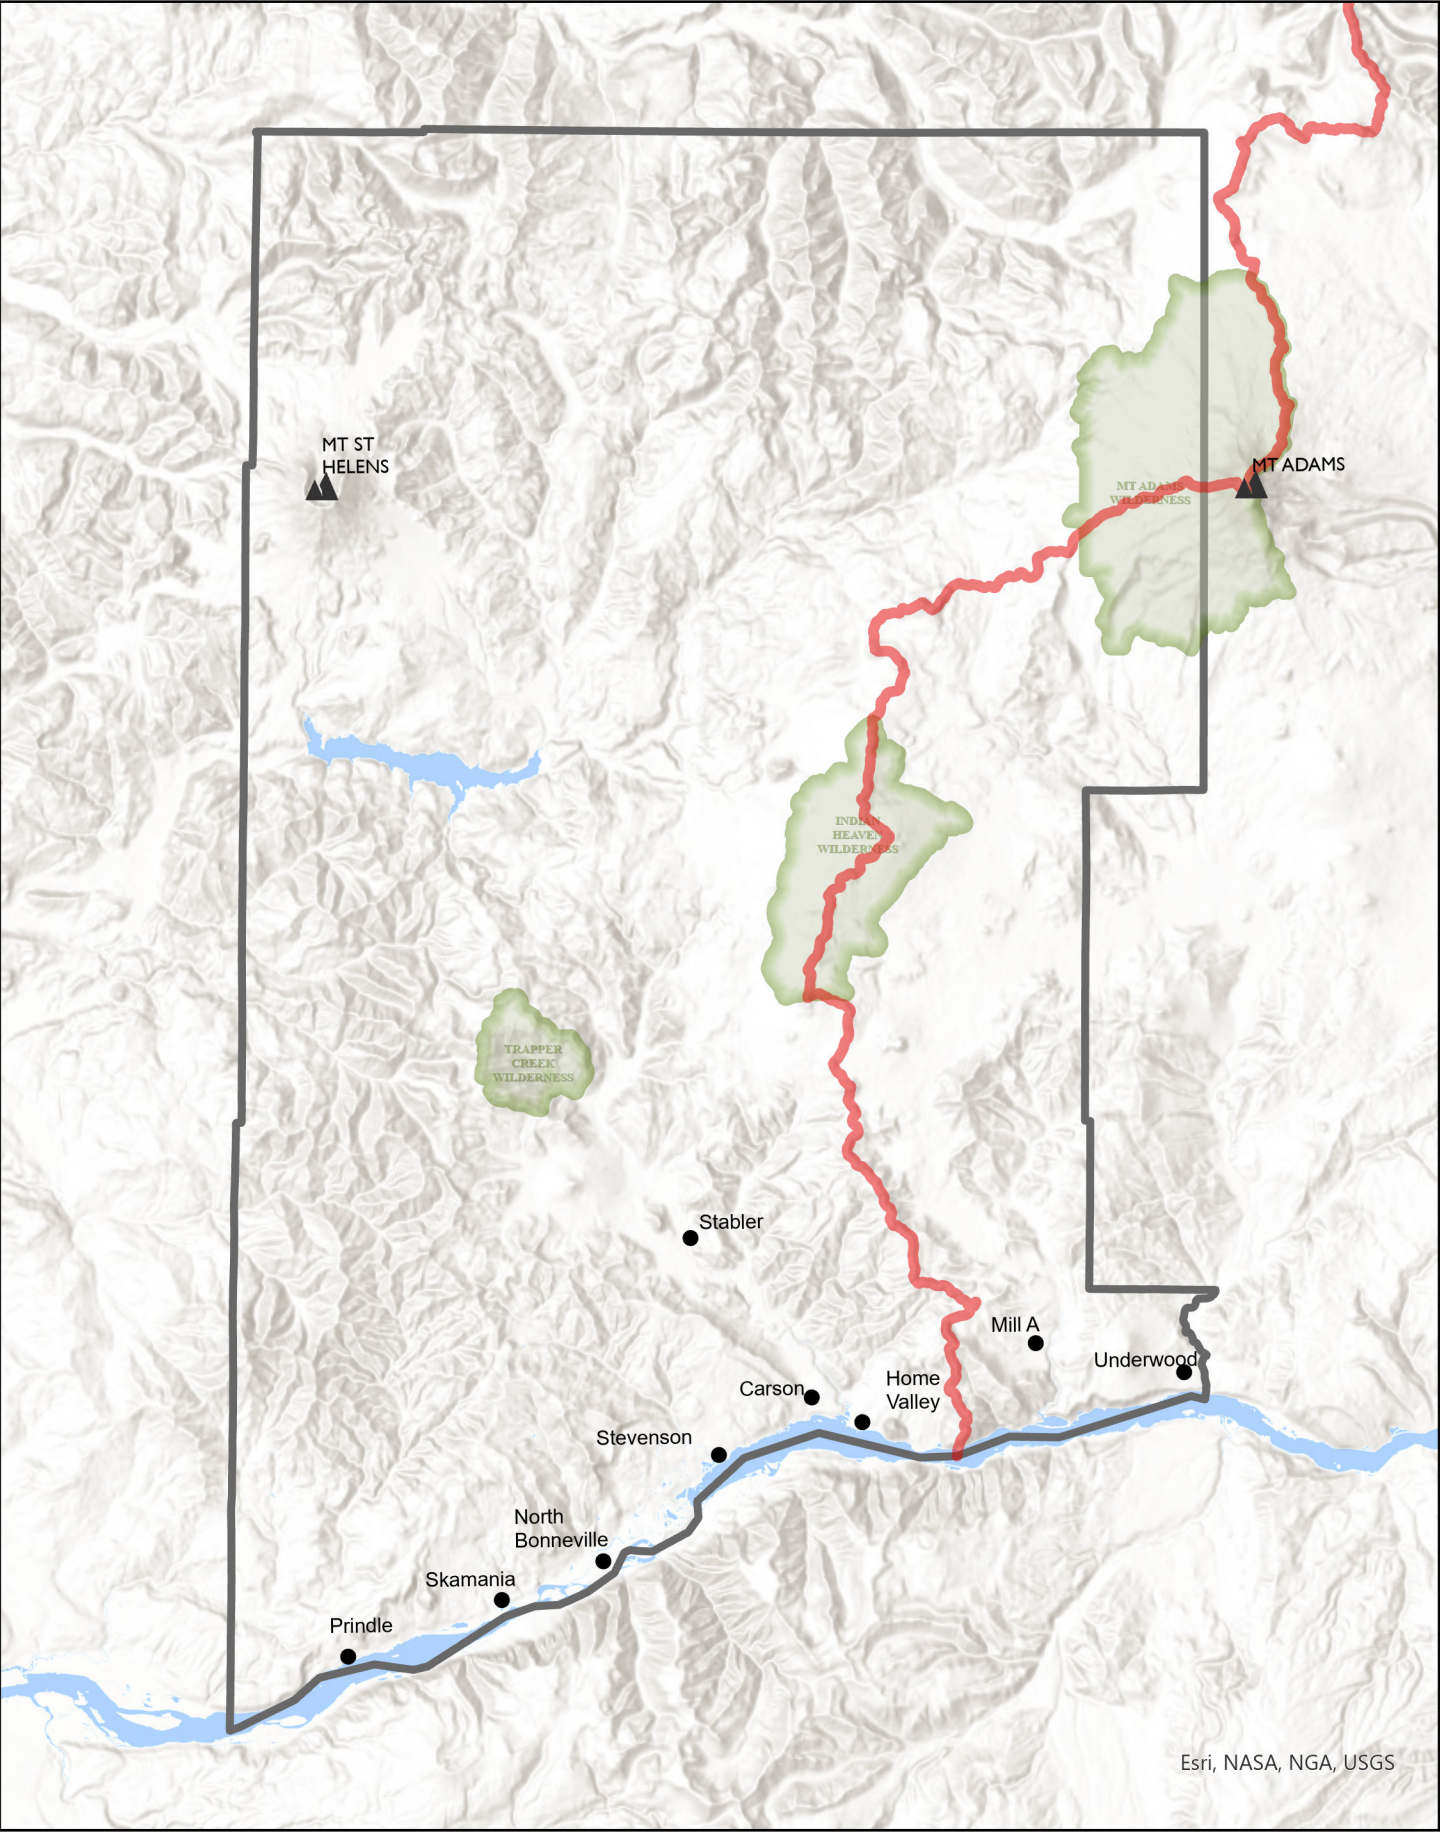 MT ST
HELENS
MT ADAMS
MT ADAMS
WILDERNESS
INDIAN
HEAVEN
WILDERNESS
TRAPPER
CREEK
WILDERNESS
Stabler
Mill A
Underwood
Home
Valley
Carson
Stevenson
North
Bonneville
Skamania
Prindle
Esri, NASA, NGA, USGS